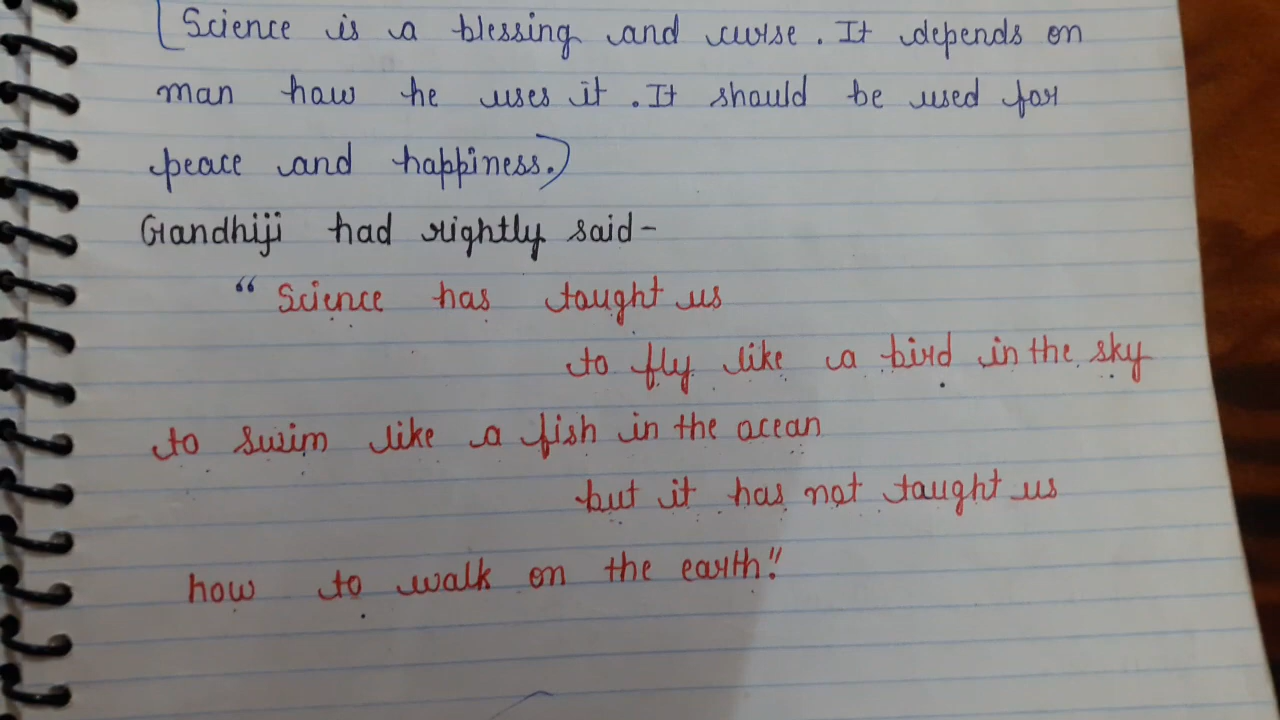 [Science is a blessing and curse. It depends on
man how he uses it. It should be used for
peace and happiness.)
Gandhiji had rightly said-
“ Science has taught us
to fly like a bird in the sky
to swim like a fish in the ocean
but it has not taught us
how to walk on the earth."